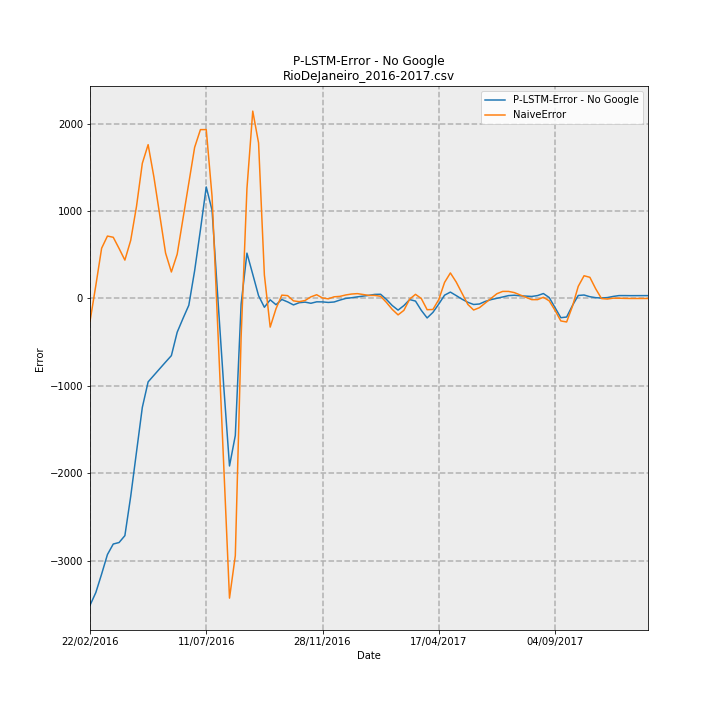 P-LSTM-Error - No Google
RioDeJaneiro_2016-2017.csv
P-LSTM-Error - No Google
NaiveError
2000
1000
0
−1000
−2000
−3000
Error
22/02/2016
11/07/2016
28/11/2016
17/04/2017
04/09/2017
Date